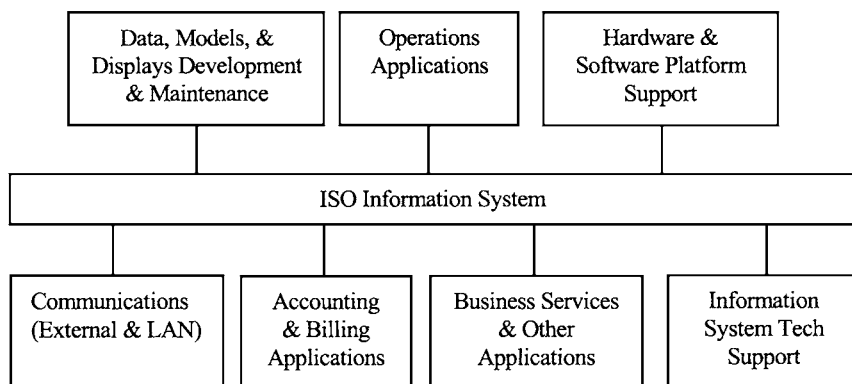 Data, Models, &
Displays Development
& Maintenance
Operations
Applications
Hardware &
Software Platform
Support
ISO Information System
Communications
(External & LAN)
Accounting
& Billing
Applications
Business Services
& Other
Applications
Information
System Tech
Support